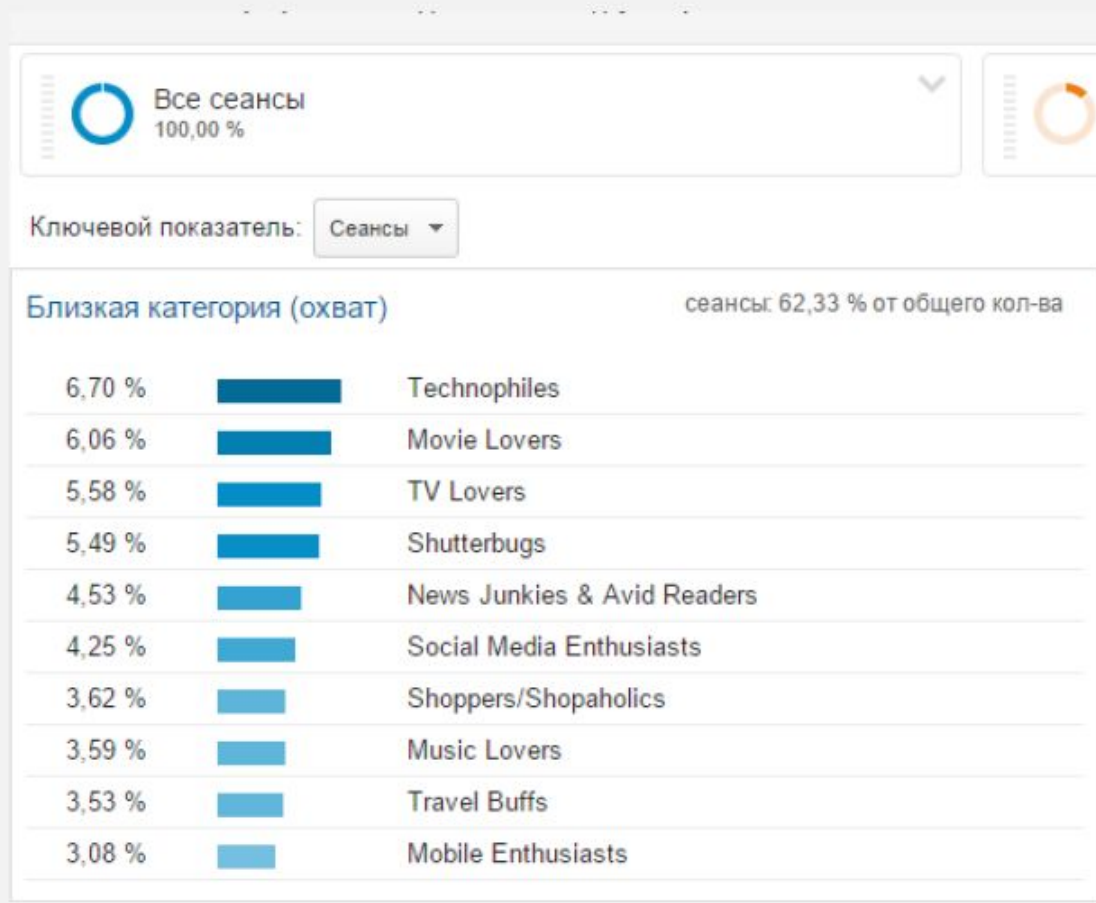 Все сеансы
100,00 %
Ключевой показатель: Сеансы
Близкая категория (охват) сеансы: 62,33 % от общего кол-ва
6,70 % Technophiles
6,06 % Movie Lovers
5,58 % TV Lovers
5,49 % Shutterbugs
4,53 % News Junkies & Avid Readers
4,25 % Social Media Enthusiasts
3,62 % Shoppers/Shopaholics
3,59 % Music Lovers
3,53 % Travel Buffs
3,08 % Mobile Enthusiasts